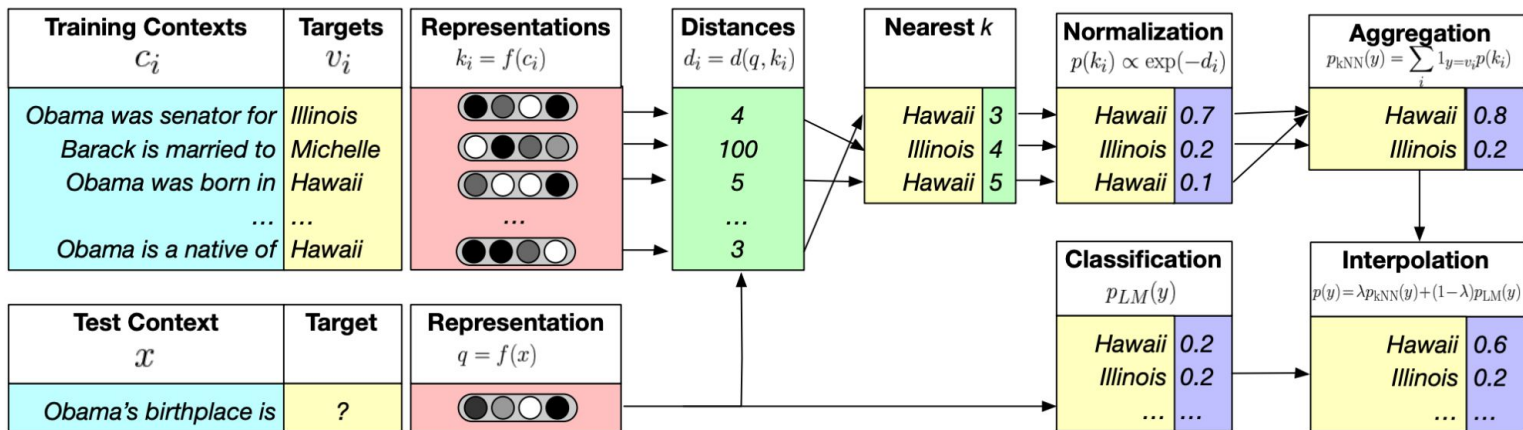 Training Contexts
c_i
Targets
v_i
Representations
k_i = f(c_i)
Distances
d_i = d(q, k_i)
Nearest k
Normalization
p(k_i) ∝ exp(−d_i)
Aggregation
p_kNN(y) = ∑_i 1_{y=v_i} p(k_i)
Obama was senator for Illinois
Barack is married to Michelle
Obama was born in Hawaii
... ...
Obama is a native of Hawaii
...
4
100
5
...
3
Hawaii 3
Illinois 4
Hawaii 5
Hawaii 0.7
Illinois 0.2
Hawaii 0.1
Hawaii 0.8
Illinois 0.2
Test Context
x
Target
Representation
q = f(x)
Obama's birthplace is ?
Classification
p_LM(y)
Hawaii 0.2
Illinois 0.2
... ...
Interpolation
p(y) = λp_kNN(y) + (1−λ)p_LM(y)
Hawaii 0.6
Illinois 0.2
... ...